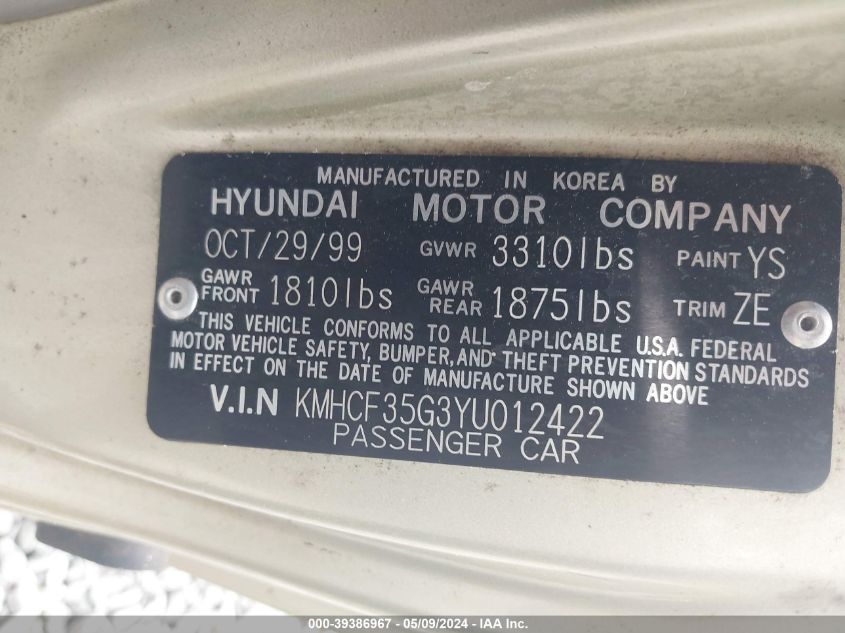 MANUFACTURED IN KOREA BY
HYUNDAI MOTOR COMPANY
OCT/29/99 GVWR 3310lbs PAINT YS
GAWR FRONT 1810lbs GAWR REAR 1875lbs TRIM ZE
THIS VEHICLE CONFORMS TO ALL APPLICABLE U.S.A. FEDERAL
MOTOR VEHICLE SAFETY, BUMPER, AND THEFT PREVENTION STANDARDS
IN EFFECT ON THE DATE OF MANUFACTURE SHOWN ABOVE
V.I.N KMHCF35G3YU012422
PASSENGER CAR
000-39386967 - 05/09/2024 - IAA Inc.